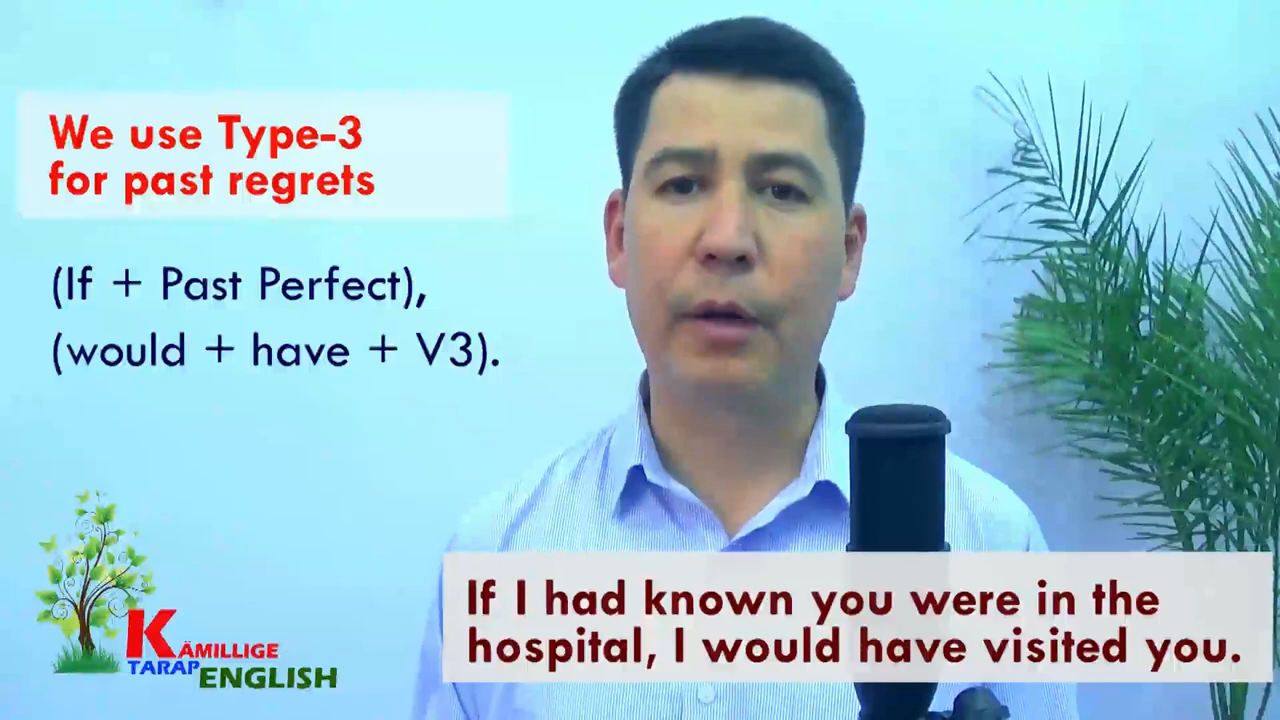 We use Type-3
for past regrets
(If + Past Perfect),
(would + have + V3).
KÄMILLIGE
TARAP ENGLISH
If I had known you were in the
hospital, I would have visited you.